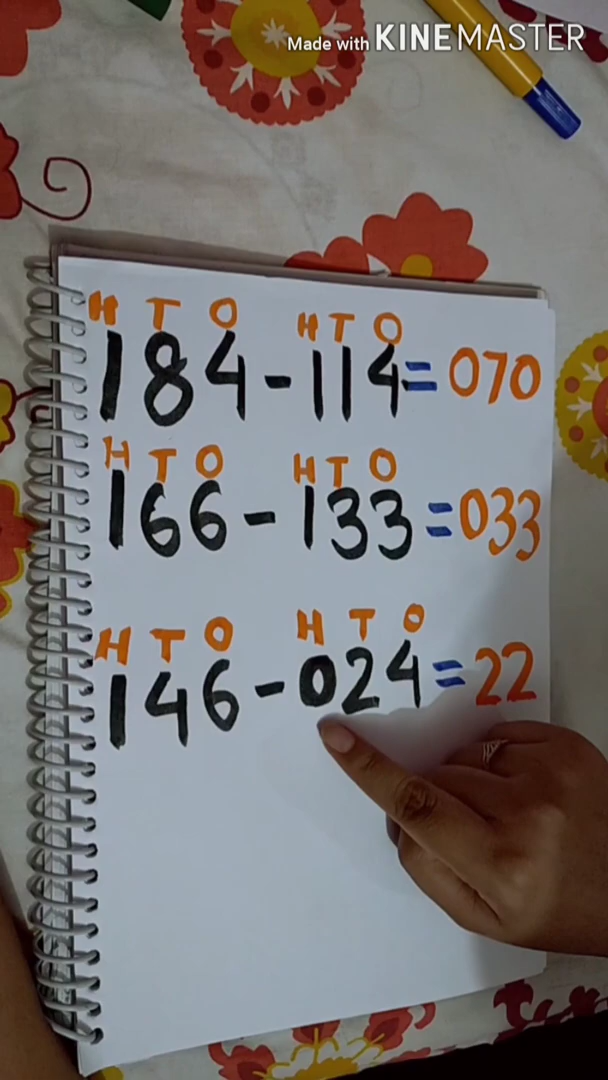 Made with KINEMASTER
H T O H T O
184-114=070
H T O H T O
166-133=033
H T O H T O
146-024=22